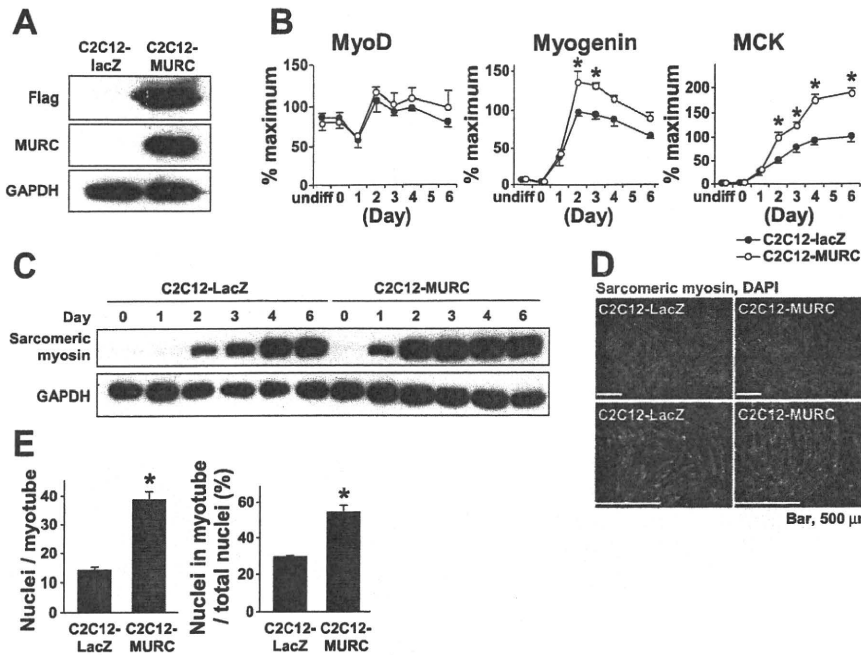 A
C2C12-
lacZ
C2C12-
MURC
Flag
MURC
GAPDH
B
MyoD
% maximum
150
100
50
0
undiff 0 1 2 3 4 5 6
(Day)
Myogenin
% maximum
150
100
50
0
undiff 0 1 2 3 4 5 6
(Day)
MCK
% maximum
200
150
100
50
0
undiff 0 1 2 3 4 5 6
(Day)
* *
* * * *
C2C12-lacZ
C2C12-MURC
C
C2C12-LacZ
C2C12-MURC
Day 0 1 2 3 4 6 0 1 2 3 4 6
Sarcomeric
myosin
GAPDH
D
Sarcomeric myosin, DAPI
C2C12-LacZ
C2C12-MURC
C2C12-LacZ
C2C12-MURC
Bar, 500 μm
E
Nuclei / myotube
40
30
20
10
0
*
C2C12-
LacZ
C2C12-
MURC
Nuclei in myotube
/ total nuclei (%)
60
40
20
0
*
C2C12-
LacZ
C2C12-
MURC